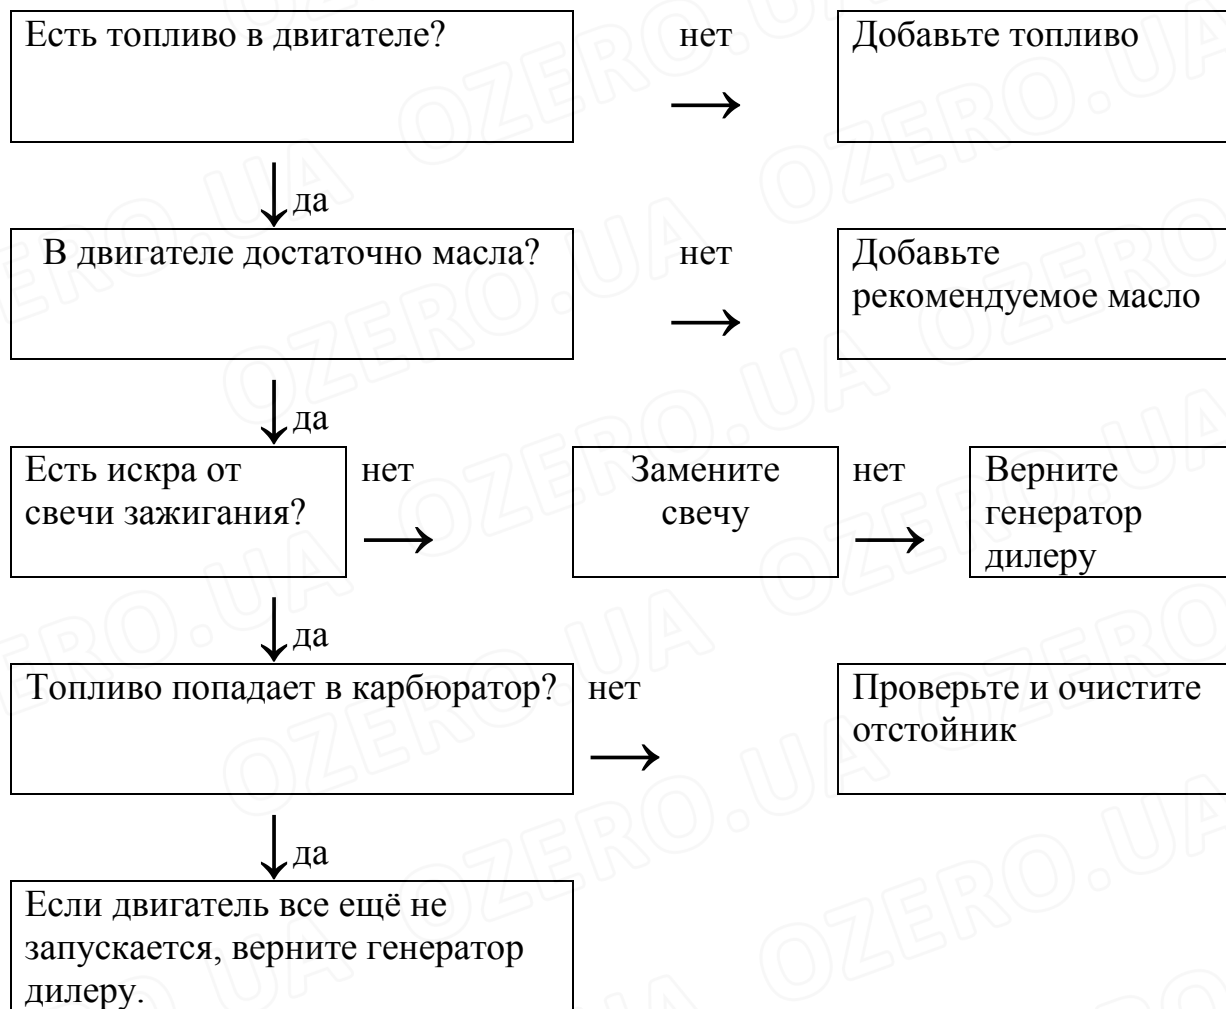 Есть топливо в двигателе?
нет
Добавьте топливо
да
В двигателе достаточно масла?
нет
Добавьте
рекомендуемое масло
да
Есть искра от
свечи зажигания?
нет
Замените
свечу
нет
Верните
генератор
дилеру
да
Топливо попадает в карбюратор?
нет
Проверьте и очистите
отстойник
да
Если двигатель все ещё не
запускается, верните генератор
дилеру.
OZERO.UA